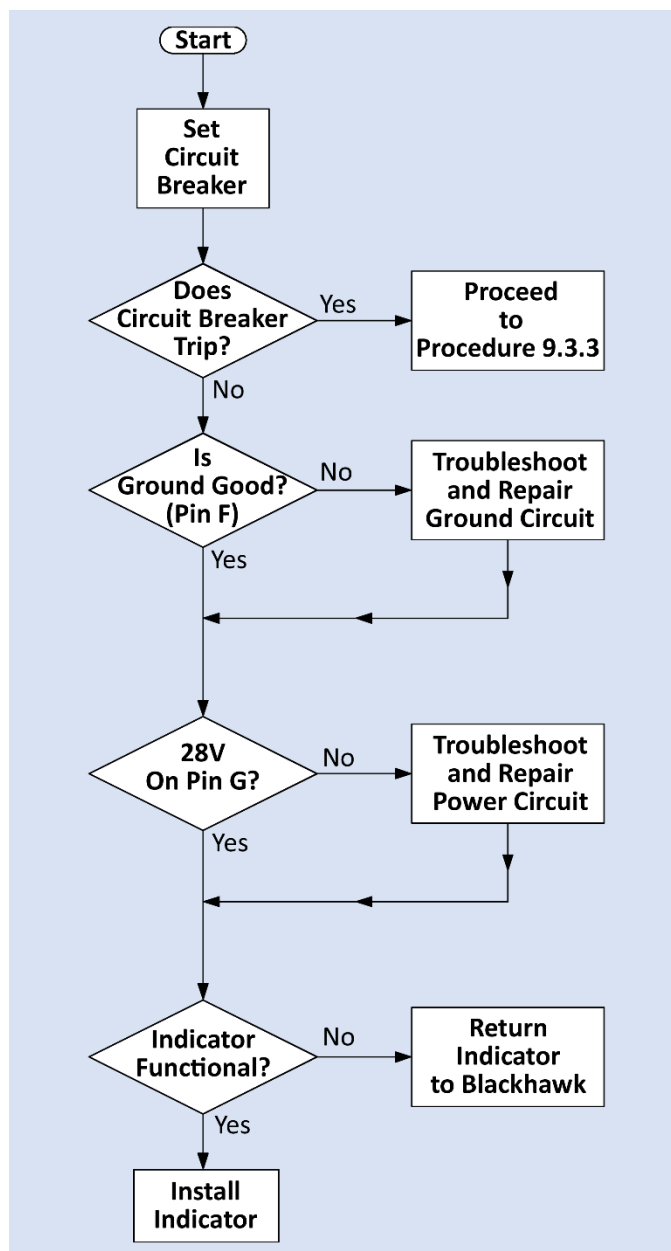 Start
Set
Circuit
Breaker
Does
Circuit Breaker
Trip?
Yes
Proceed
to
Procedure 9.3.3
No
Is
Ground Good?
(Pin F)
No
Troubleshoot
and Repair
Ground Circuit
Yes
28V
On Pin G?
No
Troubleshoot
and Repair
Power Circuit
Yes
Indicator
Functional?
No
Return
Indicator
to Blackhawk
Yes
Install
Indicator